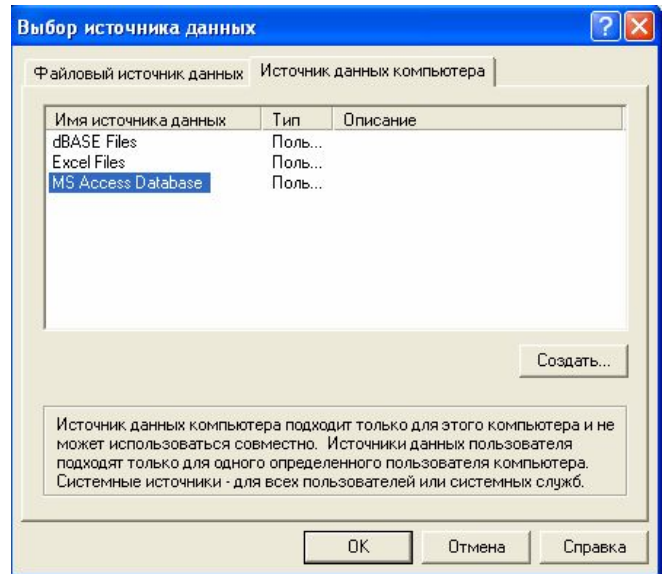 Выбор источника данных
Файловый источник данных Источник данных компьютера
Имя источника данных Тип Описание
dBASE Files Поль...
Excel Files Поль...
MS Access Database Поль...
Создать...
Источник данных компьютера подходит только для этого компьютера и не
может использоваться совместно. Источники данных пользователя
подходят только для одного определенного пользователя компьютера.
Системные источники - для всех пользователей или системных служб.
OK Отмена Справка